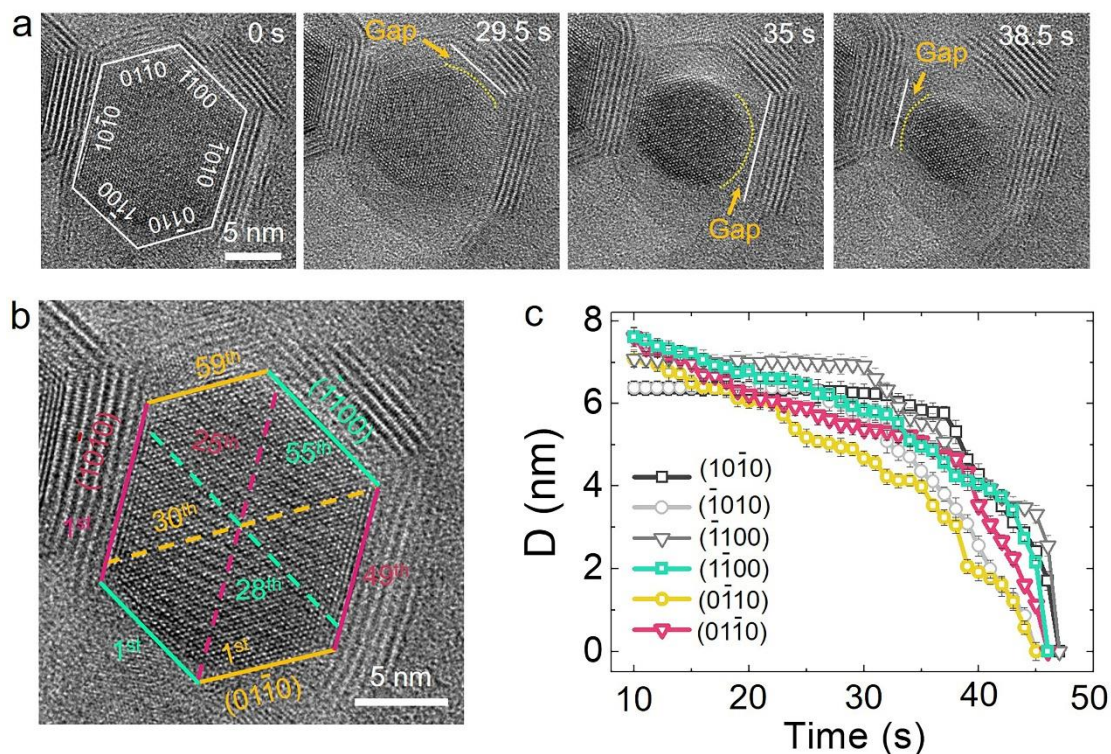 a
0 s
011̄0
1̄100
101̄0
1̄010
11̄00
01̄10
5 nm
29.5 s
Gap
35 s
Gap
38.5 s
Gap
b
59th
(1̄100)
(101̄0)
25th
55th
1st
30th
28th
49th
1st
1st
(011̄0)
5 nm
c
D (nm)
8
6
4
2
0
(101̄0)
(1̄010)
(1̄100)
(11̄00)
(01̄10)
(011̄0)
10
20
30
40
50
Time (s)